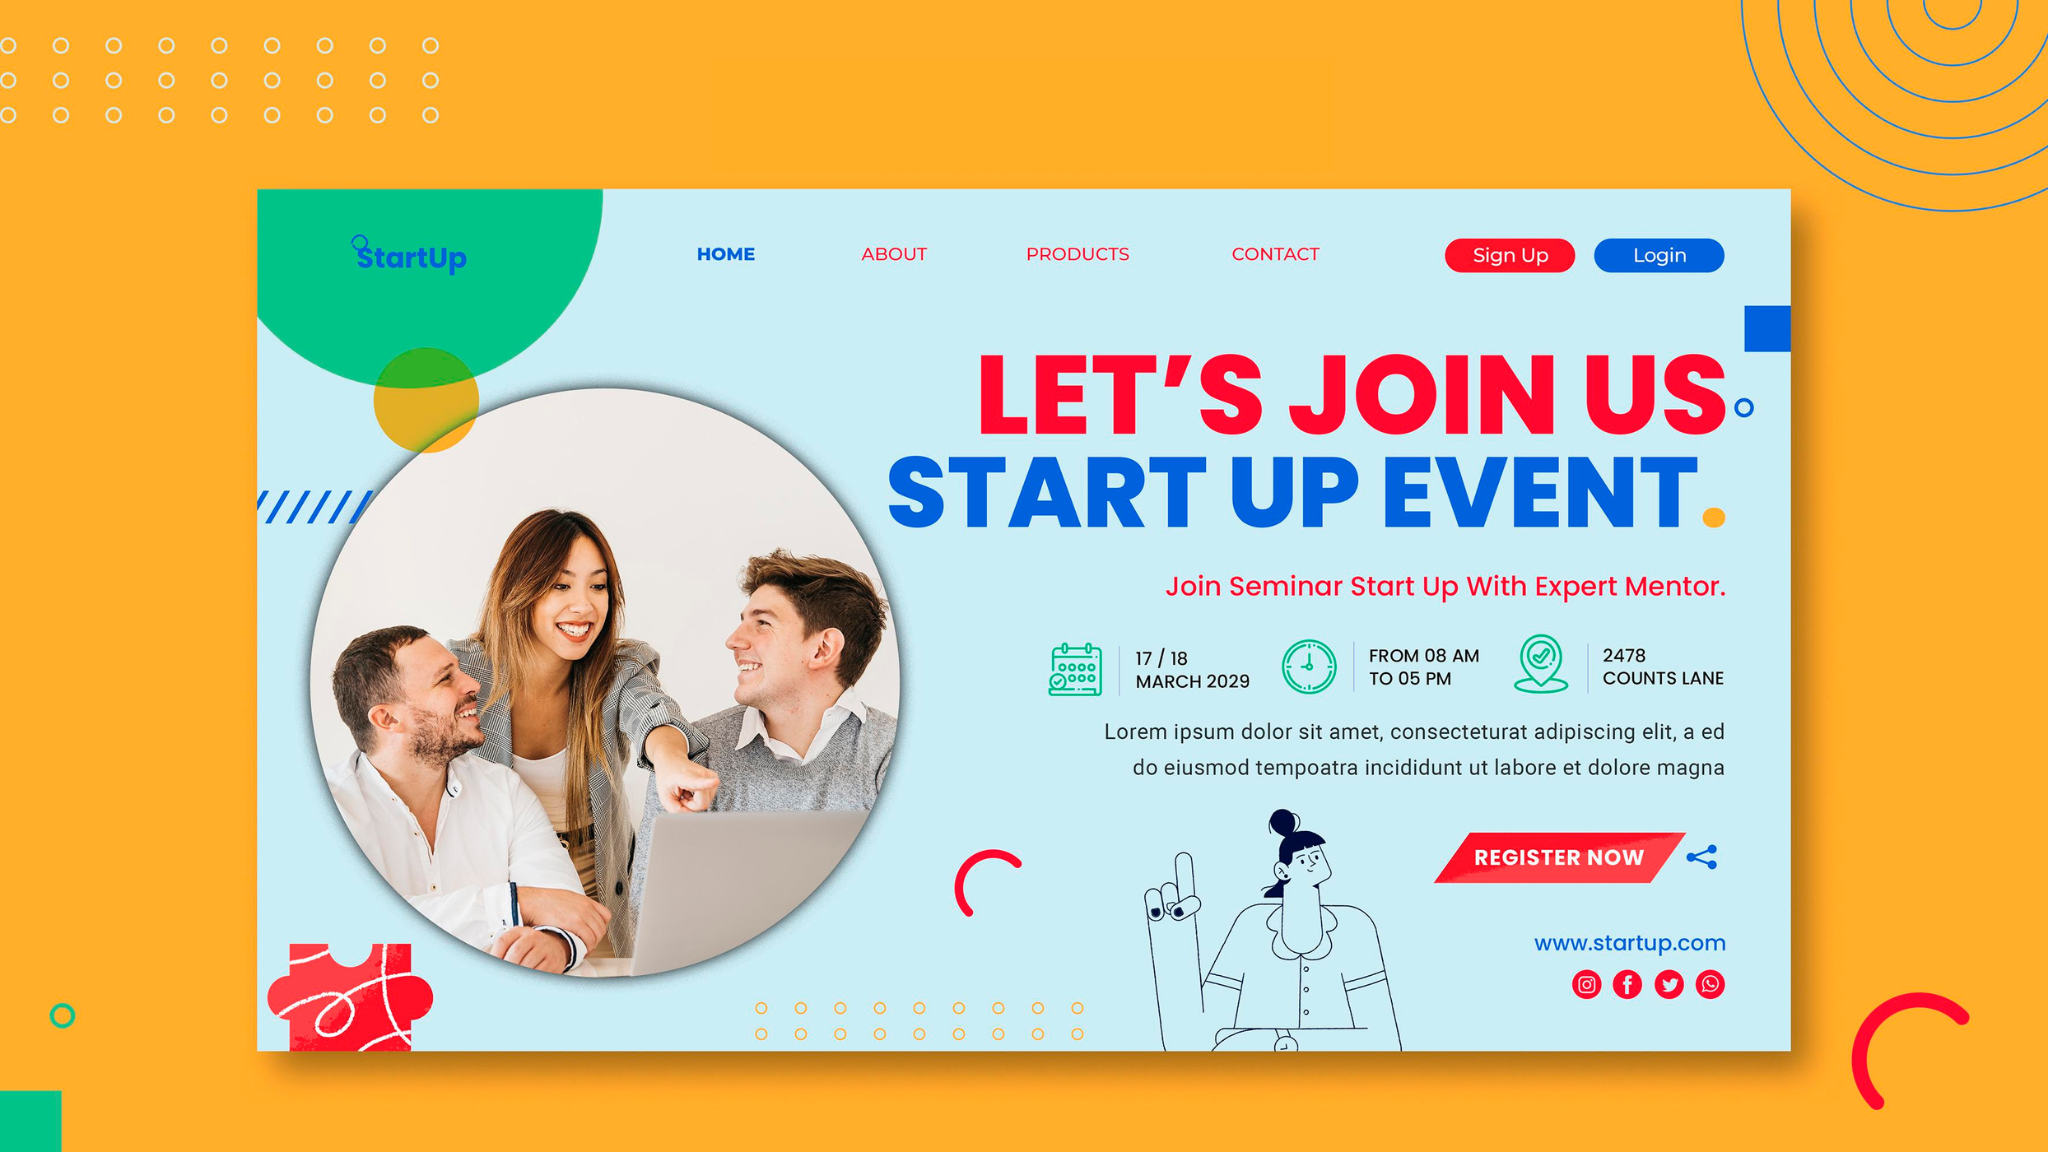 StartUp
HOME
ABOUT
PRODUCTS
CONTACT
Sign Up
Login
LET'S JOIN US
START UP EVENT.
Join Seminar Start Up With Expert Mentor.
17 / 18
MARCH 2029
FROM 08 AM
TO 05 PM
2478
COUNTS LANE
Lorem ipsum dolor sit amet, consecteturat adipiscing elit, a ed
do eiusmod tempoatra incididunt ut labore et dolore magna
REGISTER NOW
www.startup.com